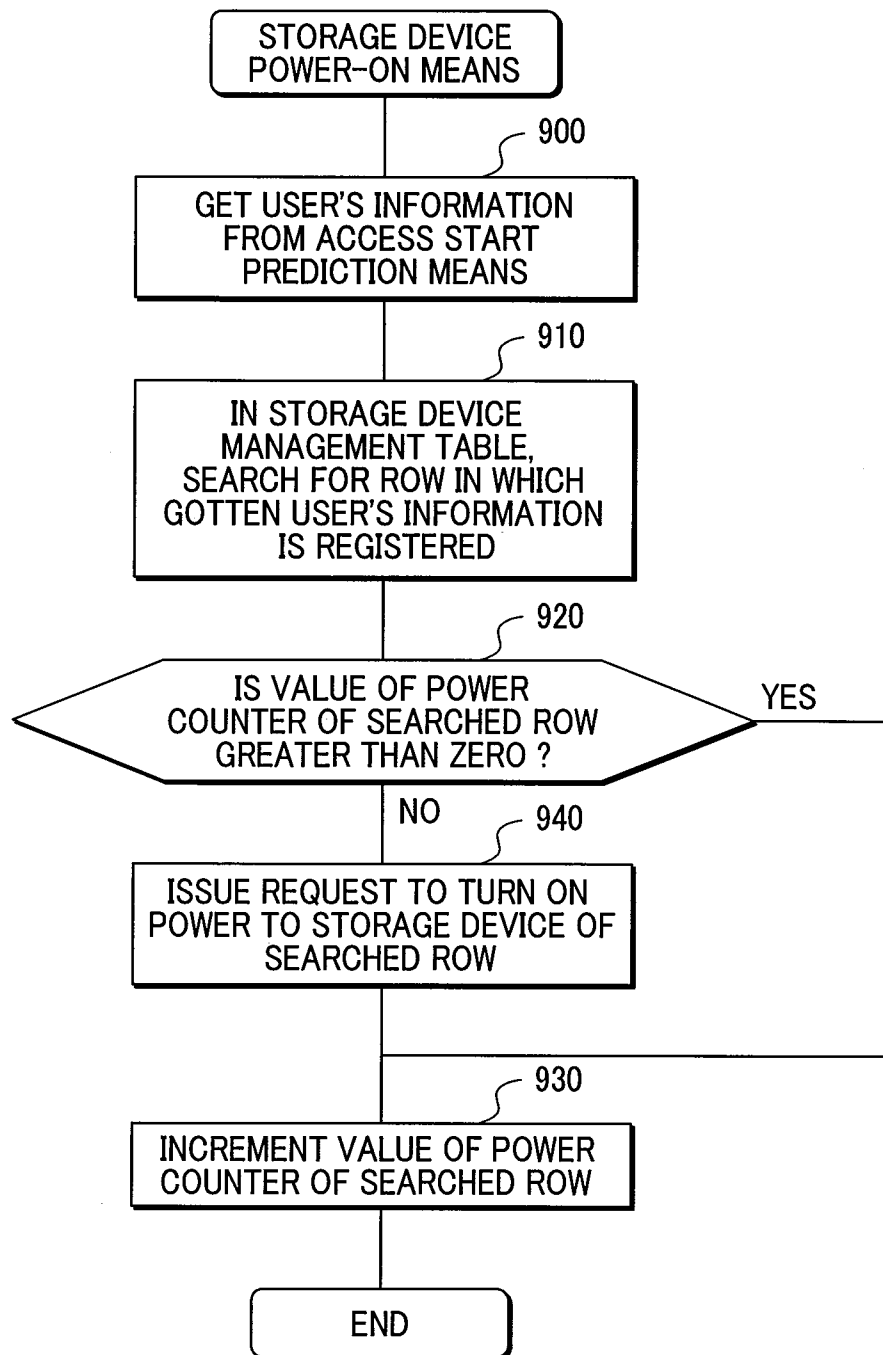 STORAGE DEVICE
POWER-ON MEANS
900
GET USER'S INFORMATION
FROM ACCESS START
PREDICTION MEANS
910
IN STORAGE DEVICE
MANAGEMENT TABLE,
SEARCH FOR ROW IN WHICH
GOTTEN USER'S INFORMATION
IS REGISTERED
920
IS VALUE OF POWER
COUNTER OF SEARCHED ROW
GREATER THAN ZERO ?
YES
NO
940
ISSUE REQUEST TO TURN ON
POWER TO STORAGE DEVICE OF
SEARCHED ROW
930
INCREMENT VALUE OF POWER
COUNTER OF SEARCHED ROW
END